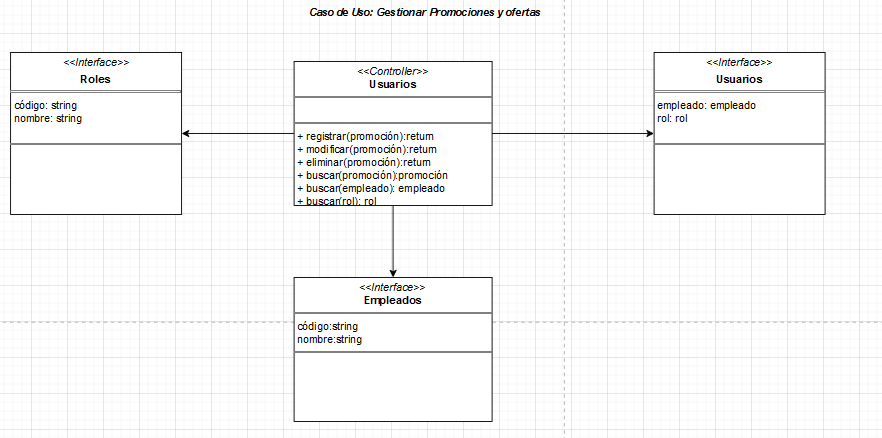 Caso de Uso: Gestionar Promociones y ofertas
<<Interface>>
Roles
código: string
nombre: string
<<Controller>>
Usuarios
+ registrar(promoción):return
+ modificar(promoción):return
+ eliminar(promoción):return
+ buscar(promoción):promoción
+ buscar(empleado): empleado
+ buscar(rol): rol
<<Interface>>
Usuarios
empleado: empleado
rol: rol
<<Interface>>
Empleados
código:string
nombre:string